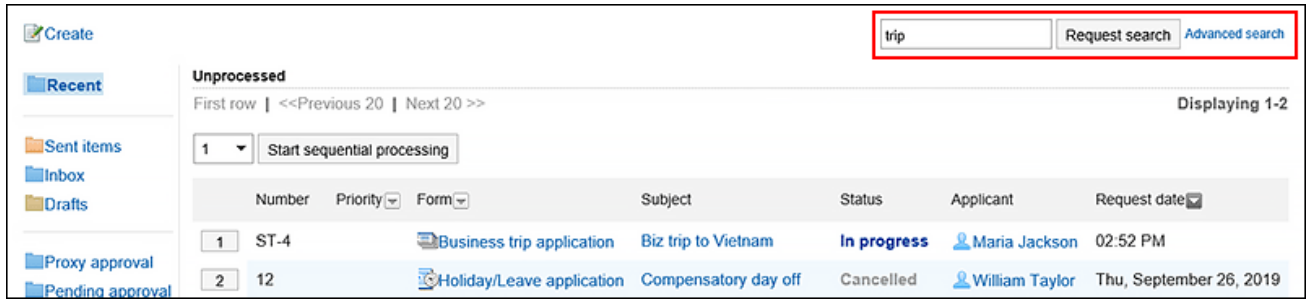 Create
trip Request search Advanced search
Recent
Unprocessed
First row | <<Previous 20 | Next 20 >> Displaying 1-2
Sent items
1 Start sequential processing
Inbox
Drafts
Number Priority Form Subject Status Applicant Request date
1 ST-4 Business trip application Biz trip to Vietnam In progress Maria Jackson 02:52 PM
Proxy approval
2 12 Holiday/Leave application Compensatory day off Cancelled William Taylor Thu, September 26, 2019
Pending approval